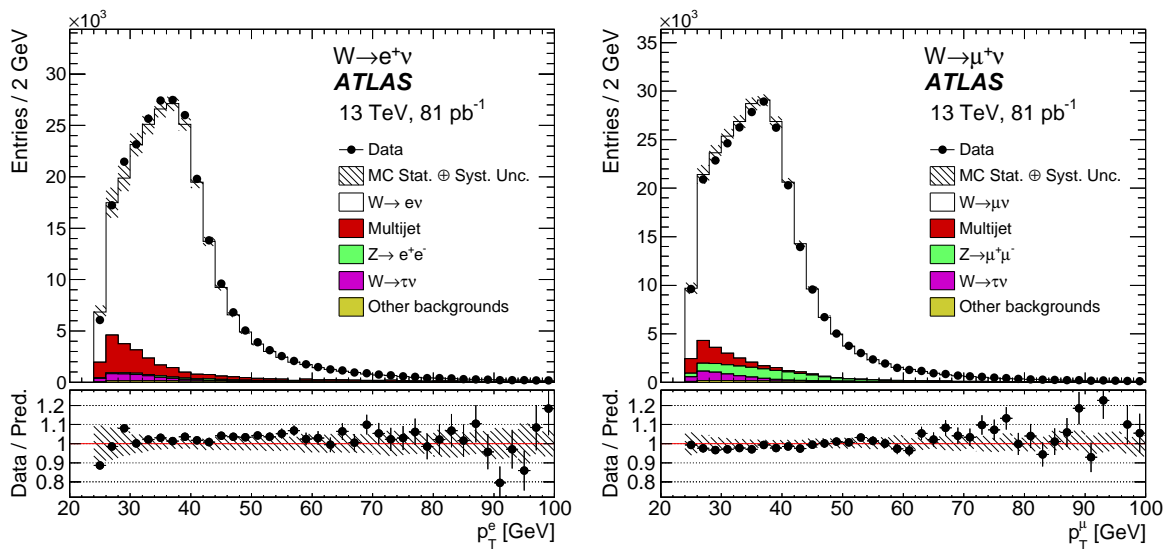 ×10³
Entries / 2 GeV
30
25
20
15
10
5
0
W→e⁺ν
ATLAS
13 TeV, 81 pb⁻¹
Data
MC Stat. ⊕ Syst. Unc.
W→ eν
Multijet
Z→ e⁺e⁻
W→τν
Other backgrounds
Data / Pred.
1.2
1.1
1
0.9
0.8
20 30 40 50 60 70 80 90 100
p_T^e [GeV]
×10³
Entries / 2 GeV
35
30
25
20
15
10
5
0
W→μ⁺ν
ATLAS
13 TeV, 81 pb⁻¹
Data
MC Stat. ⊕ Syst. Unc.
W→μν
Multijet
Z→μ⁺μ⁻
W→τν
Other backgrounds
Data / Pred.
1.2
1.1
1
0.9
0.8
20 30 40 50 60 70 80 90 100
p_T^μ [GeV]